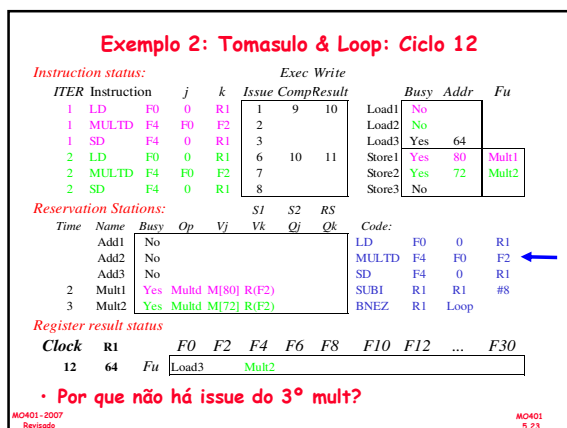 Exemplo 2: Tomasulo & Loop: Ciclo 12
Instruction status: Exec Write
ITER Instruction j k Issue CompResult Busy Addr Fu
1 LD F0 0 R1 1 9 10 Load1 No
1 MULTD F4 F0 F2 2 Load2 No
1 SD F4 0 R1 3 Load3 Yes 64
2 LD F0 0 R1 6 10 11 Store1 Yes 80 Mult1
2 MULTD F4 F0 F2 7 Store2 Yes 72 Mult2
2 SD F4 0 R1 8 Store3 No
Reservation Stations: S1 S2 RS
Time Name Busy Op Vj Vk Qj Qk Code:
Add1 No LD F0 0 R1
Add2 No MULTD F4 F0 F2
Add3 No SD F4 0 R1
2 Mult1 Yes Multd M[80] R(F2) SUBI R1 R1 #8
3 Mult2 Yes Multd M[72] R(F2) BNEZ R1 Loop
Register result status
Clock R1 F0 F2 F4 F6 F8 F10 F12 ... F30
12 64 Fu Load3 Mult2
• Por que não há issue do 3º mult?
MO401-2007 MO401
Revisado 5.23